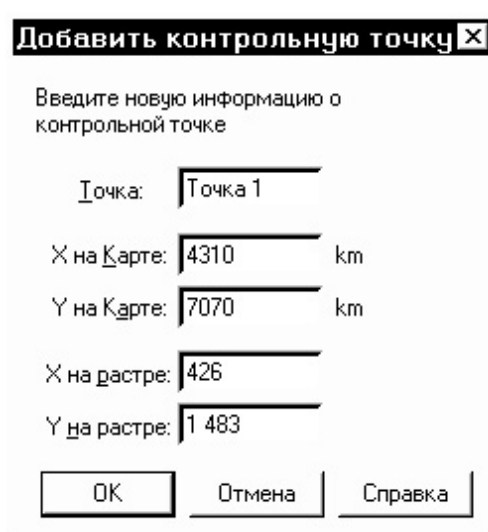 Добавить контрольную точку
Введите новую информацию о
контрольной точке
Точка: Точка 1
X на Карте: 4310 km
Y на Карте: 7070 km
X на растре: 426
Y на растре: 1 483
OK Отмена Справка